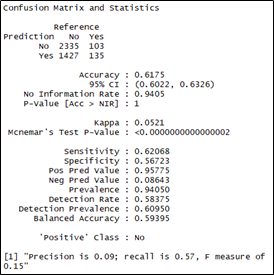 Confusion Matrix and Statistics
Reference
Prediction No Yes
No 2335 103
Yes 1427 135
Accuracy : 0.6175
95% CI : (0.6022, 0.6326)
No Information Rate : 0.9405
P-Value [Acc > NIR] : 1
Kappa : 0.0521
Mcnemar's Test P-Value : <0.0000000000000002
Sensitivity : 0.62068
Specificity : 0.56723
Pos Pred Value : 0.95775
Neg Pred Value : 0.08643
Prevalence : 0.94050
Detection Rate : 0.58375
Detection Prevalence : 0.60950
Balanced Accuracy : 0.59395
'Positive' Class : No
[1] "Precision is 0.09; recall is 0.57, F measure of
0.15"